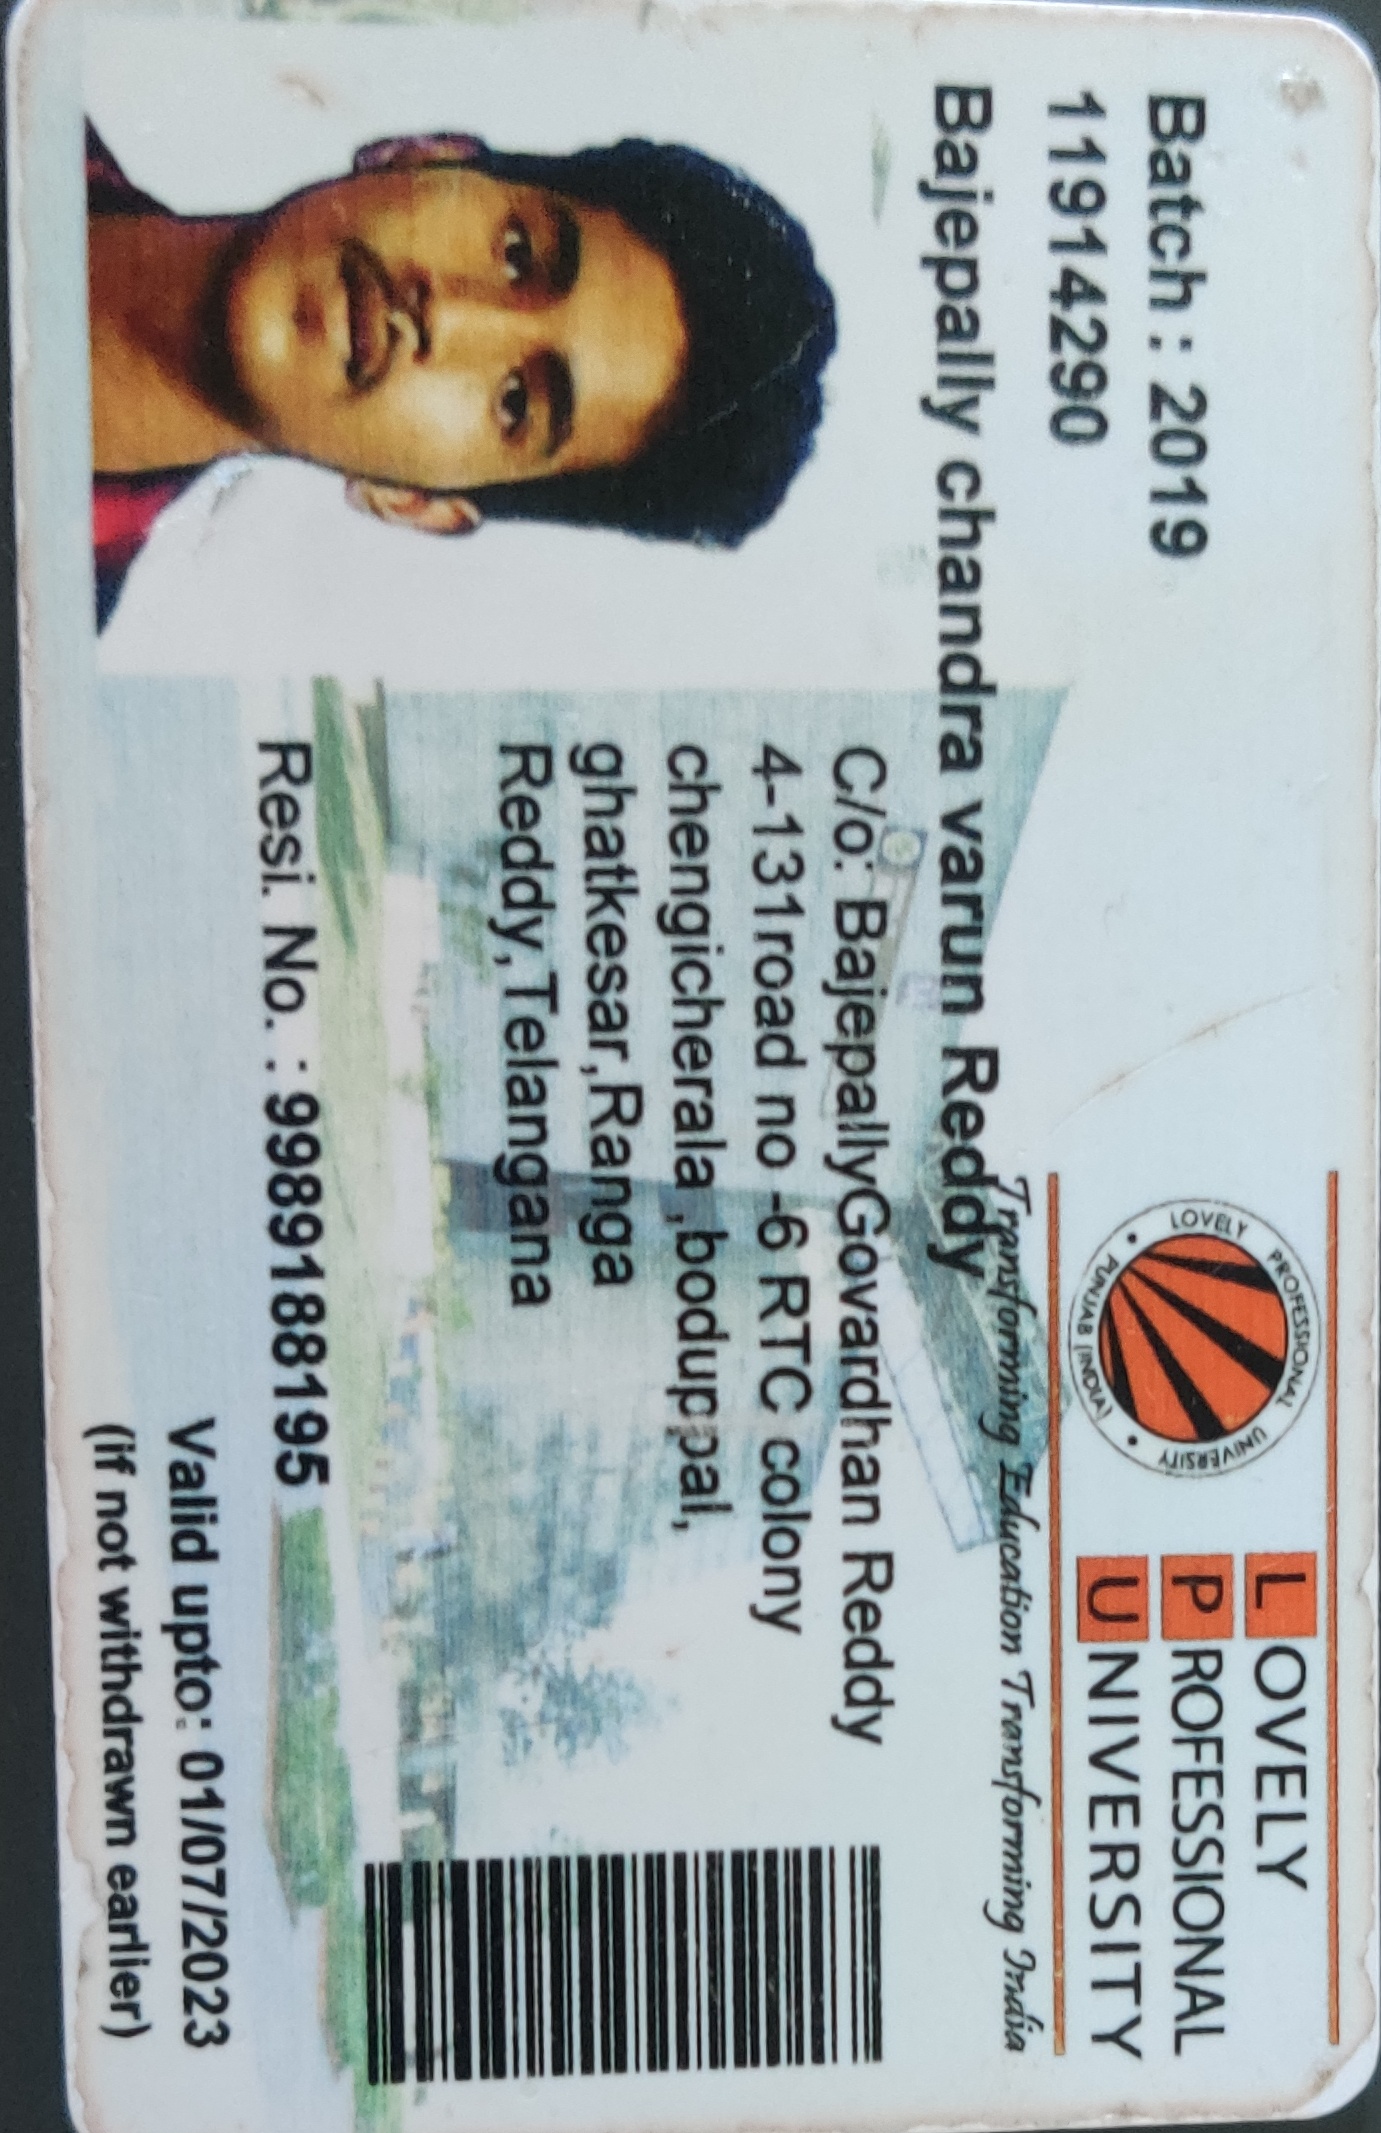 LOVELY
PROFESSIONAL
UNIVERSITY
LOVELY PROFESSIONAL UNIVERSITY
PUNJAB (INDIA)
Transforming Education Transforming India
Batch : 2019
11914290
Bajepally chandra varun Reddy
C/o: BajepallyGovardhan Reddy
4-131road no -6 RTC colony
chengicherala ,boduppal,
ghatkesar,Ranga
Reddy,Telangana
Resi. No. : 9989188195
Valid upto: 01/07/2023
(if not withdrawn earlier)